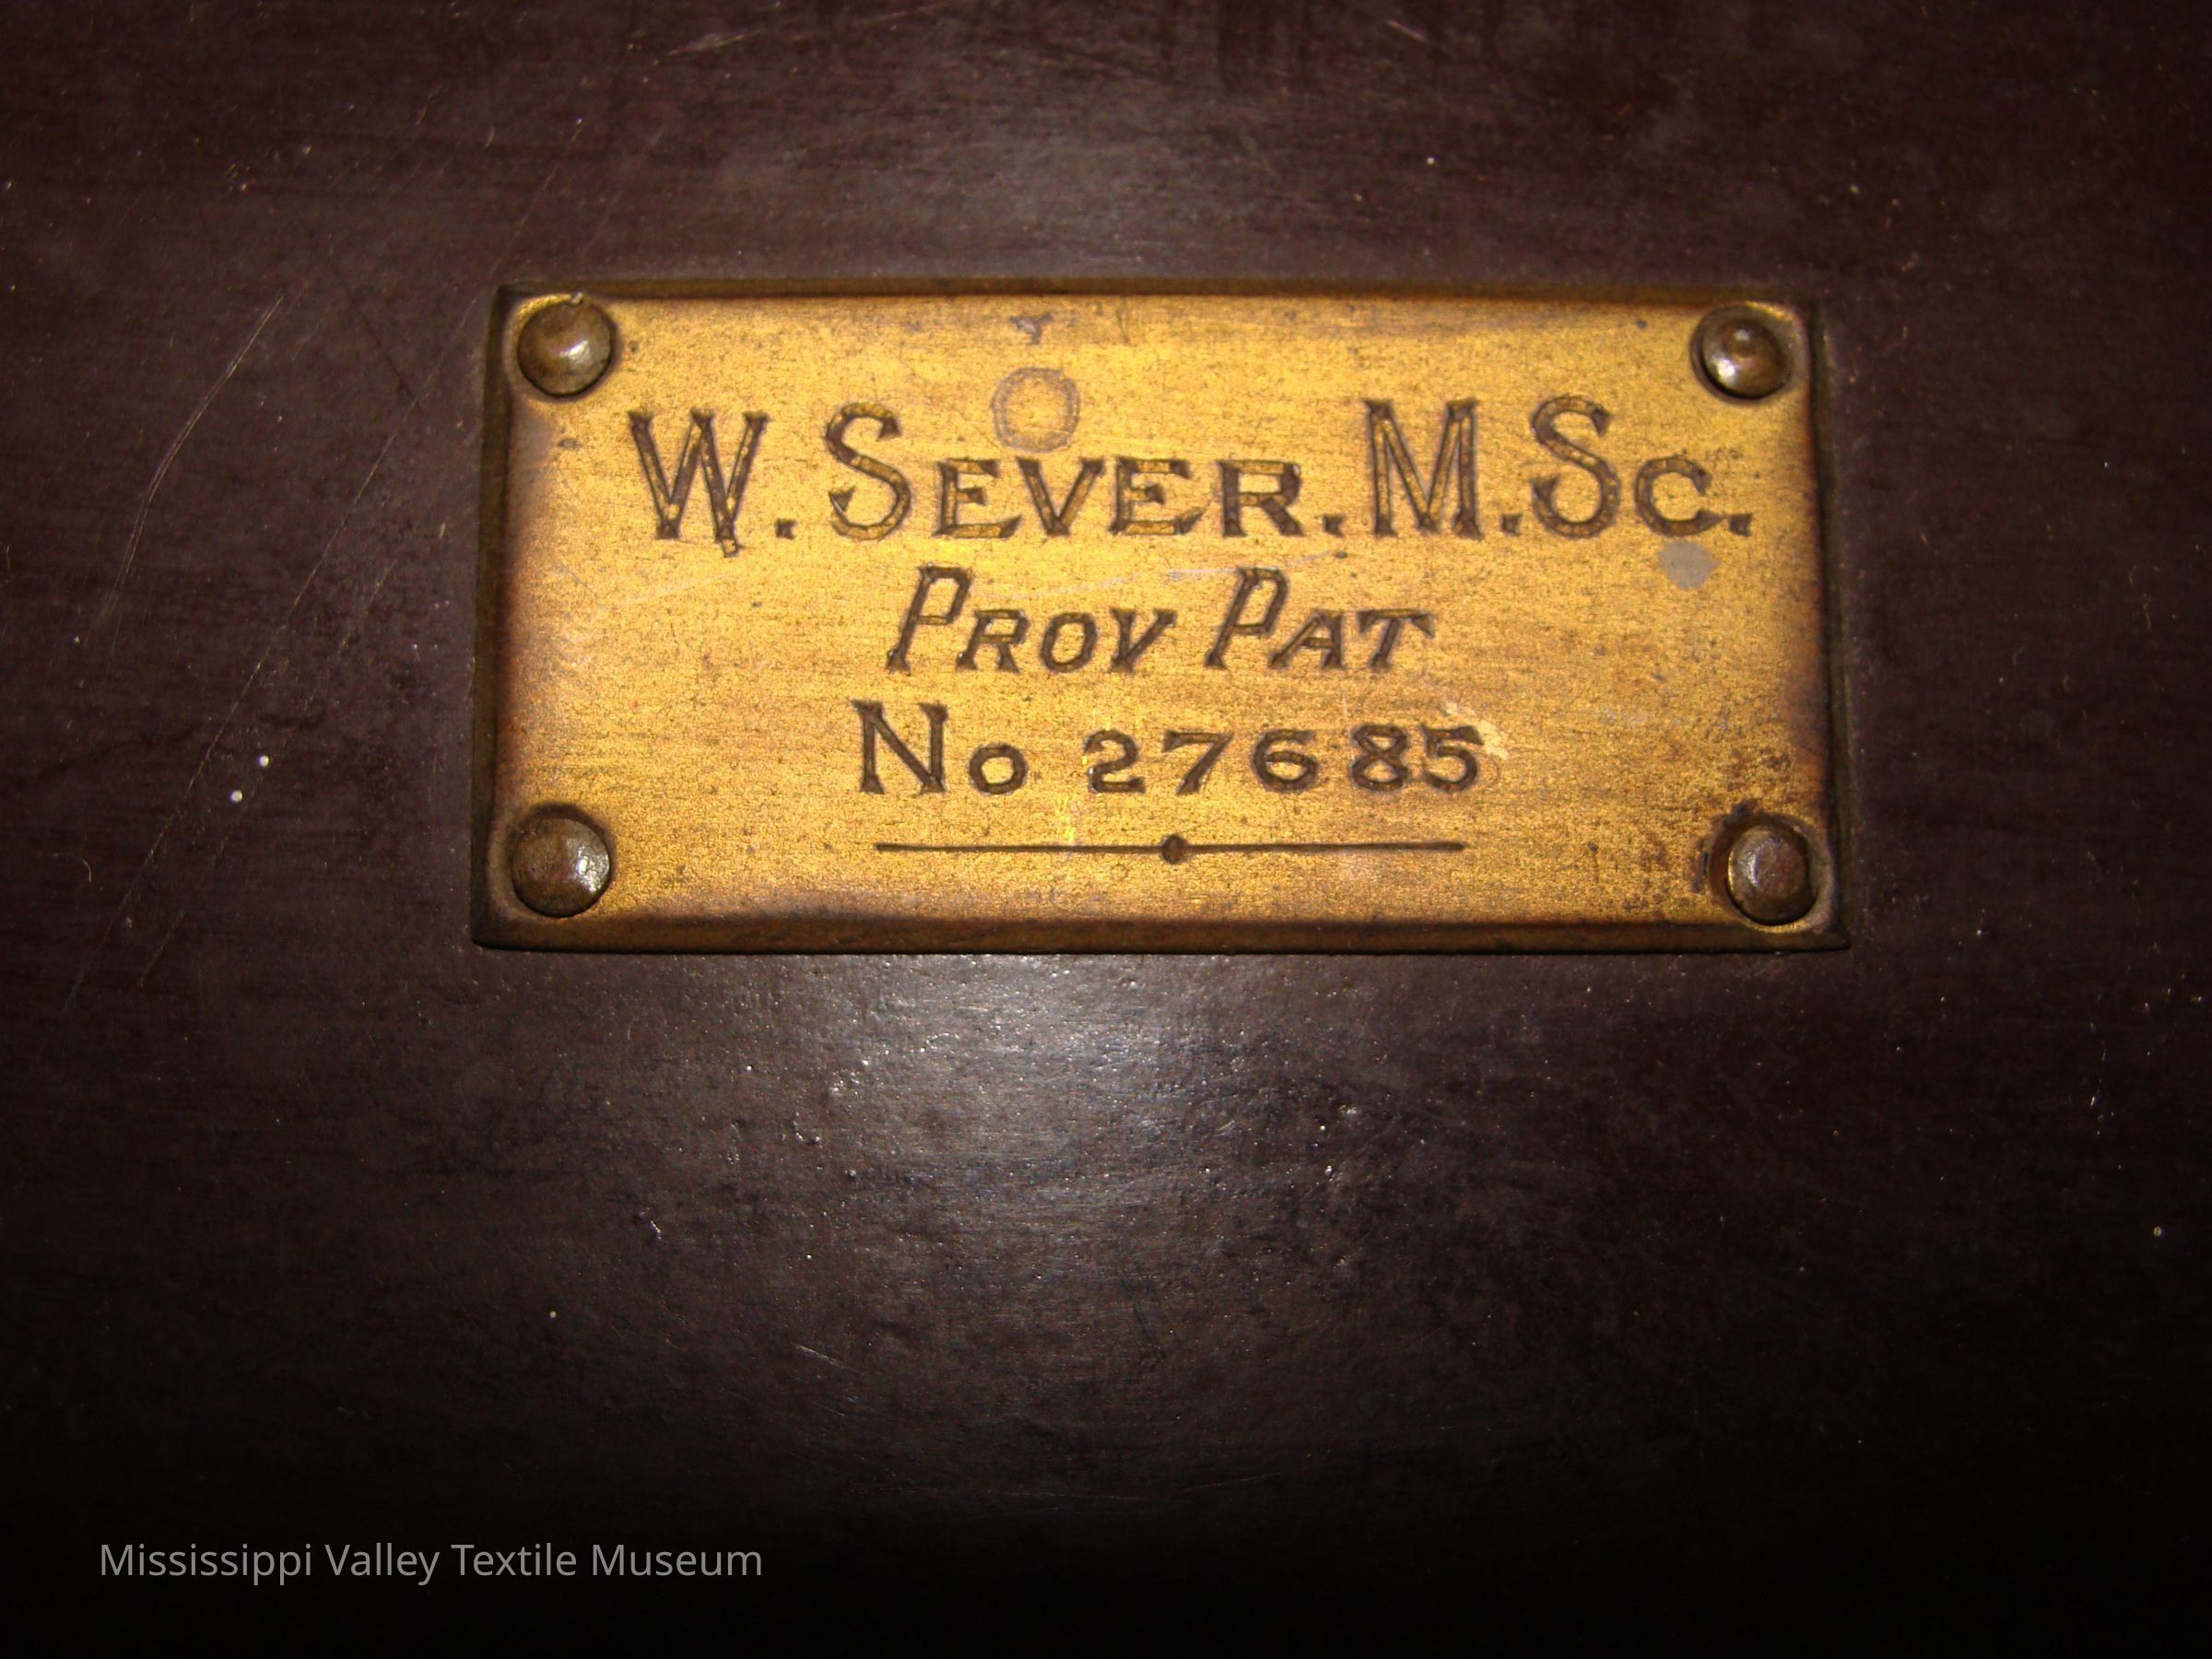 W. SEVER. M.SC.
PROV PAT
No 27685
Mississippi Valley Textile Museum